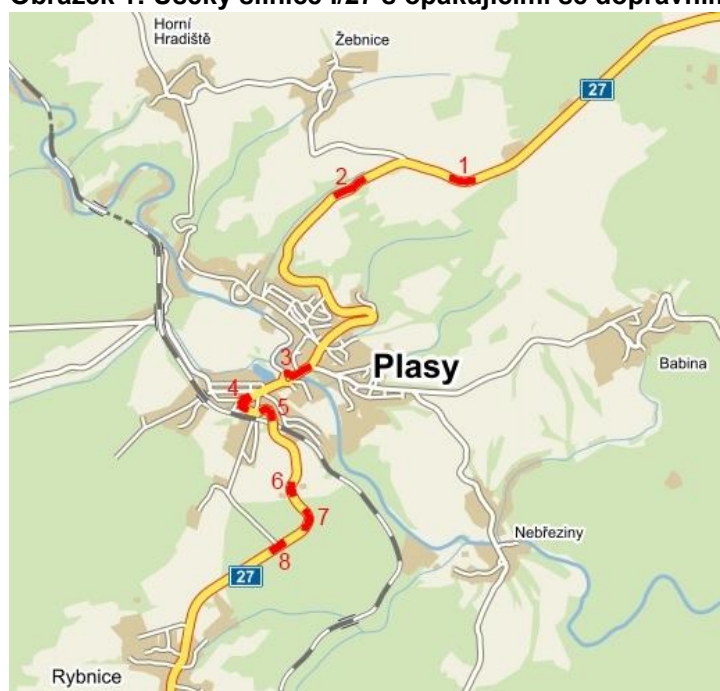 Obrázek 1: Úseky silnice I/27 s opakujícími se dopravním
Horní
Hradiště
Žebnice
27
1
2
3
Plasy
Babina
4
5
6
7
Nebřeziny
8
27
Rybnice